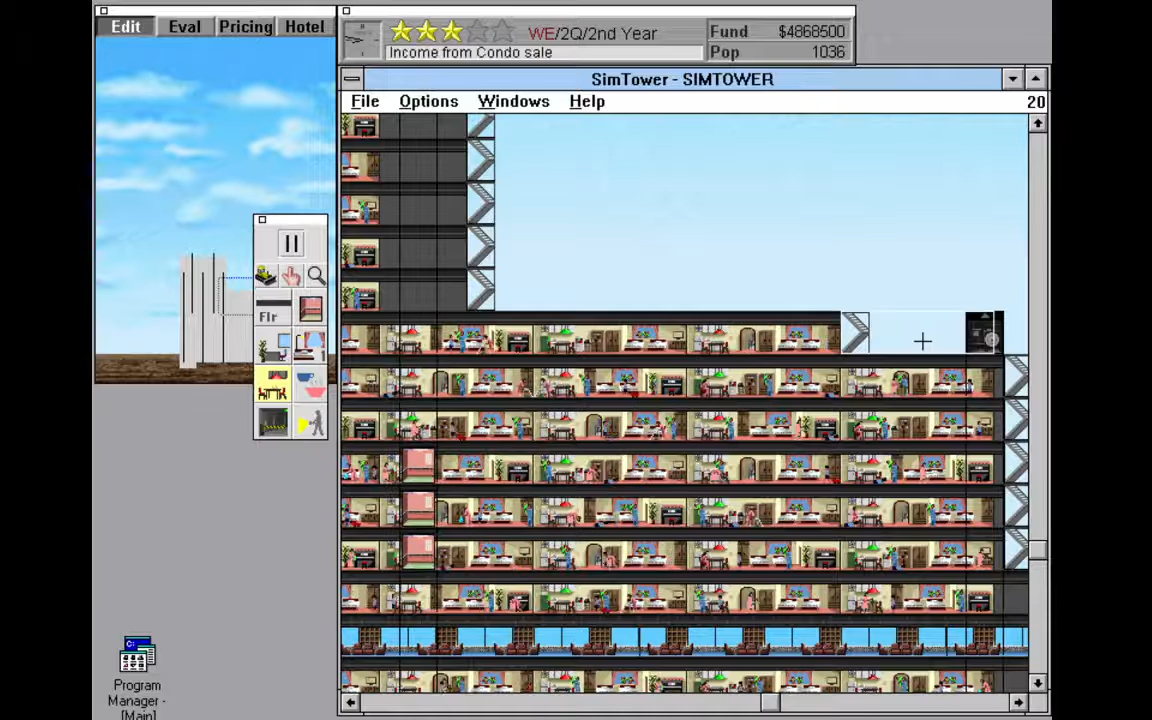 Edit Eval Pricing Hotel
WE/2Q/2nd Year
Income from Condo sale
Fund $4868500
Pop 1036
SimTower - SIMTOWER
File Options Windows Help
20
Flr
Program
Manager -
[Main]